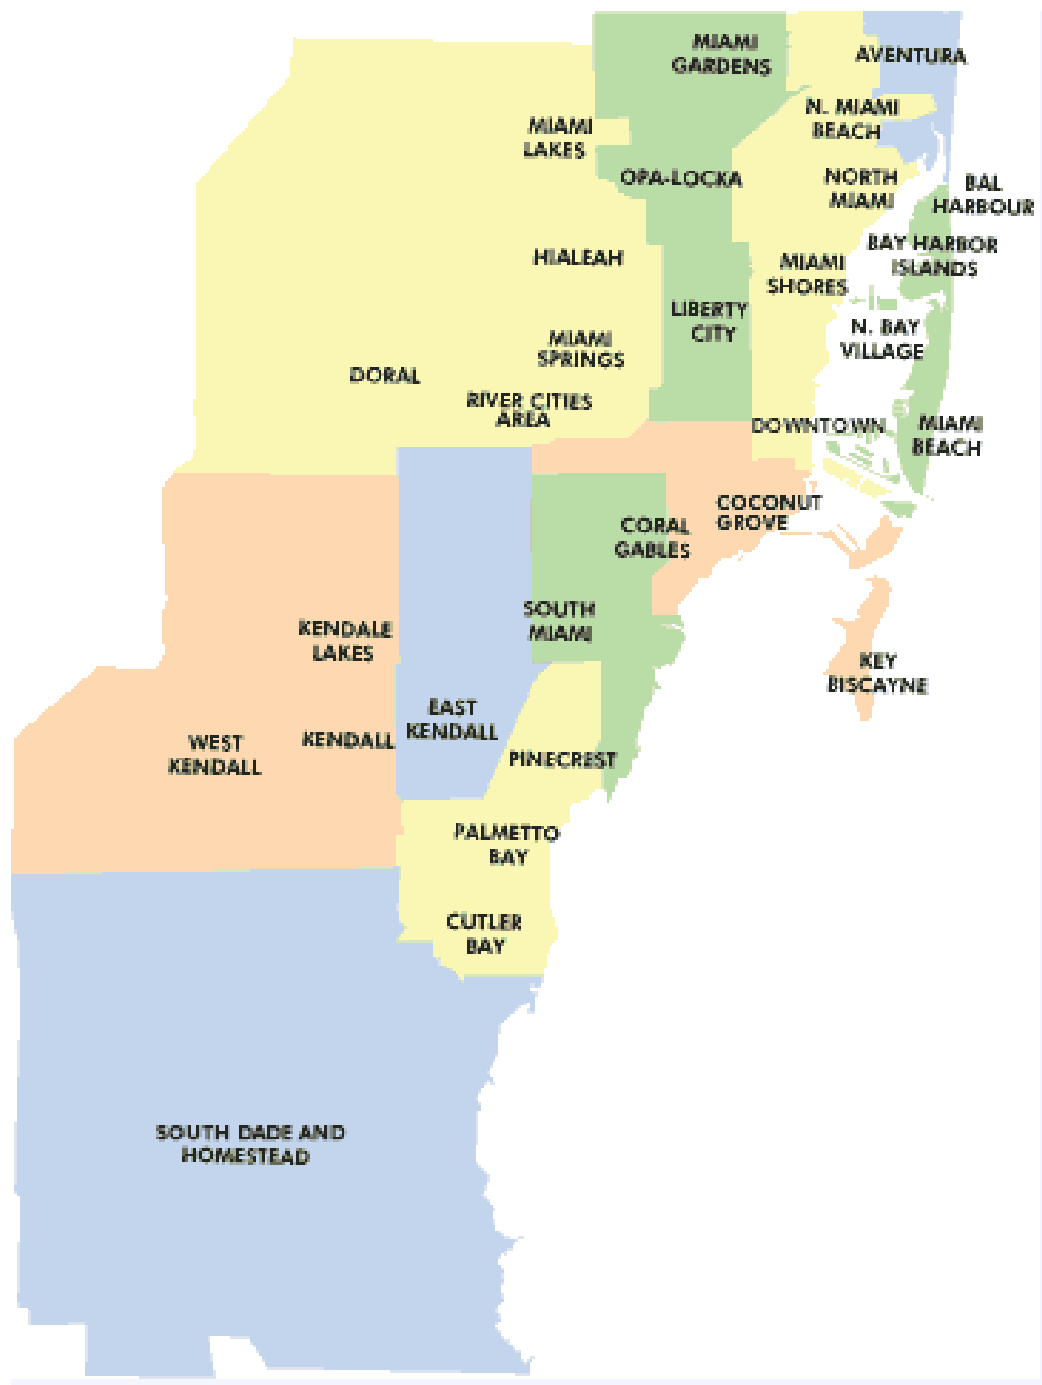 MIAMI
GARDENS
AVENTURA
N. MIAMI
BEACH
MIAMI
LAKES
OPA-LOCKA
NORTH
MIAMI
BAL
HARBOUR
BAY HARBOR
ISLANDS
HIALEAH
MIAMI
SHORES
LIBERTY
CITY
N. BAY
VILLAGE
MIAMI
SPRINGS
DORAL
RIVER CITIES
AREA
DOWNTOWN
MIAMI
BEACH
COCONUT
GROVE
CORAL
GABLES
SOUTH
MIAMI
KENDALE
LAKES
KEY
BISCAYNE
EAST
KENDALL
WEST
KENDALL
KENDALL
PINECREST
PALMETTO
BAY
CUTLER
BAY
SOUTH DADE AND
HOMESTEAD